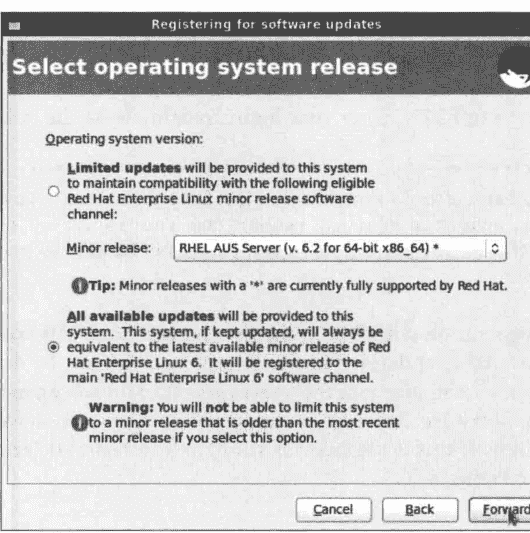 Registering for software updates
Select operating system release
Operating system version:
Limited updates will be provided to this system
to maintain compatibility with the following eligible
Red Hat Enterprise Linux minor release software
channel:
Minor release: RHEL AUS Server (v. 6.2 for 64-bit x86_64) *
Tip: Minor releases with a '*' are currently fully supported by Red Hat.
All available updates will be provided to this
system. This system, if kept updated, will always be
equivalent to the latest available minor release of Red
Hat Enterprise Linux 6. It will be registered to the
main 'Red Hat Enterprise Linux 6' software channel.
Warning: You will not be able to limit this system
to a minor release that is older than the most recent
minor release if you select this option.
Cancel Back Forward